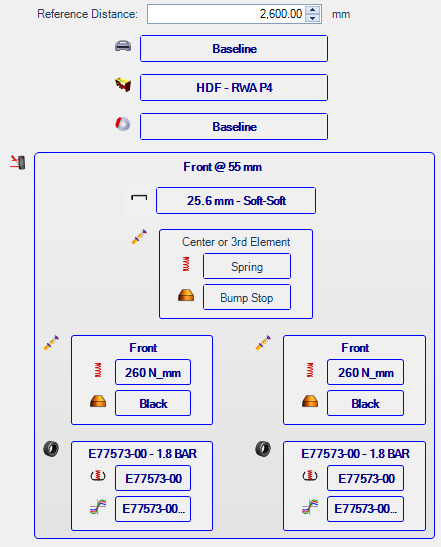 Reference Distance: 2,600.00 mm
Baseline
HDF - RWA P4
Baseline
Front @ 55 mm
25.6 mm - Soft-Soft
Center or 3rd Element
Spring
Bump Stop
Front Front
260 N_mm 260 N_mm
Black Black
E77573-00 - 1.8 BAR E77573-00 - 1.8 BAR
E77573-00 E77573-00
E77573-00... E77573-00...